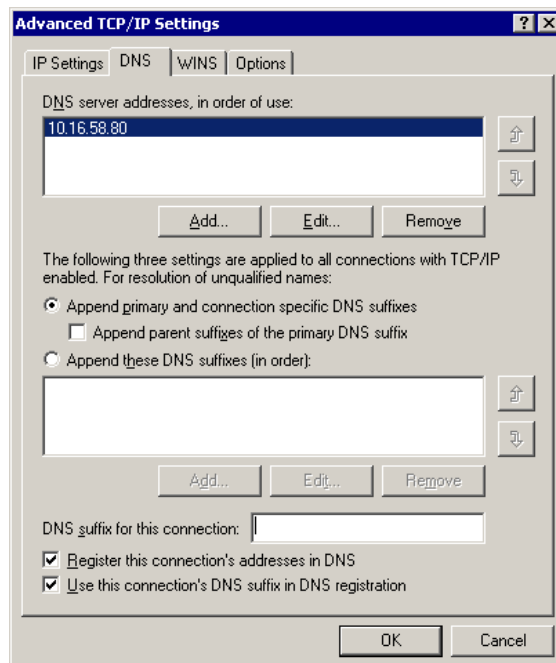 Advanced TCP/IP Settings
IP Settings DNS WINS Options
DNS server addresses, in order of use:
10.16.58.80
Add... Edit... Remove
The following three settings are applied to all connections with TCP/IP
enabled. For resolution of unqualified names:
Append primary and connection specific DNS suffixes
Append parent suffixes of the primary DNS suffix
Append these DNS suffixes (in order):
Add... Edit... Remove
DNS suffix for this connection:
Register this connection's addresses in DNS
Use this connection's DNS suffix in DNS registration
OK Cancel